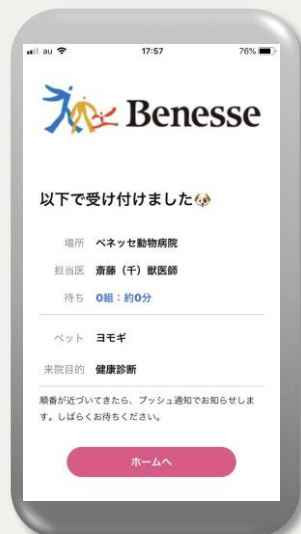 au 17:57 76%
Benesse
以下で受け付けました🐶
場所 ベネッセ動物病院
担当医 斎藤（千）獣医師
待ち 0組：約0分
ペット ヨモギ
来院目的 健康診断
順番が近づいてきたら、プッシュ通知でお知らせしま
す。しばらくお待ちください。
ホームへ